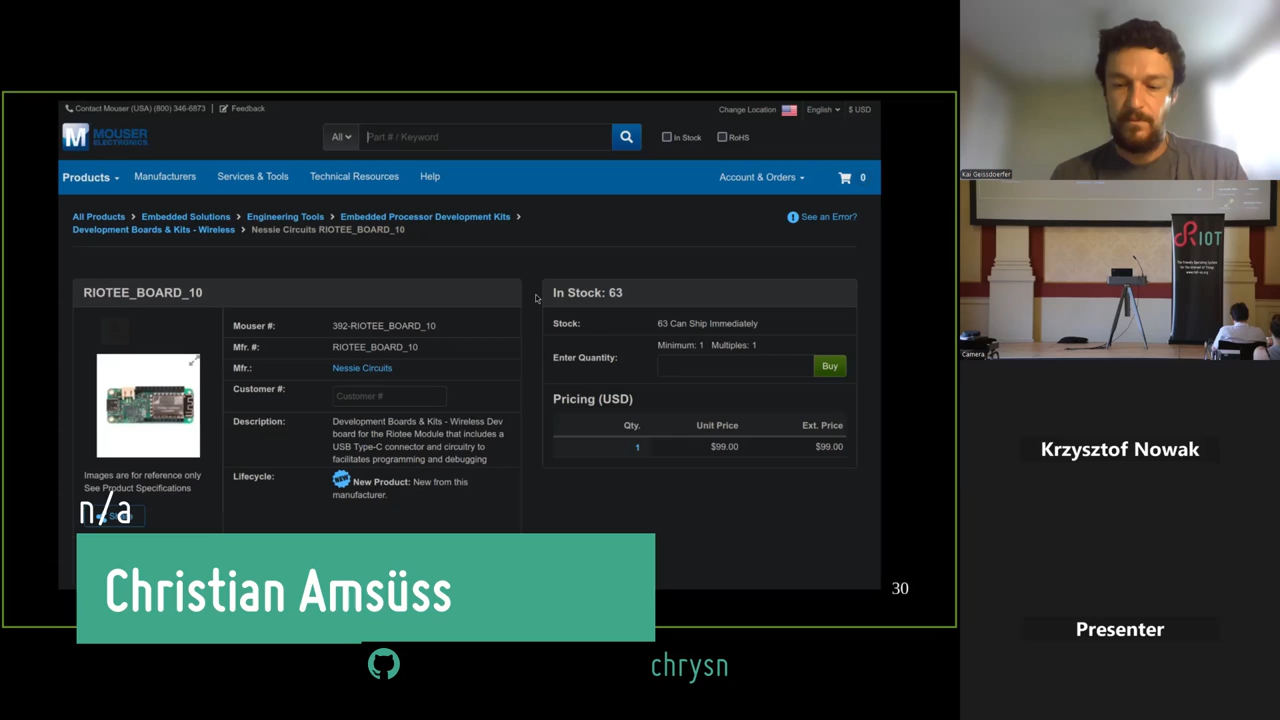 Contact Mouser (USA) (800) 346-6873 | Feedback
Change Location English $ USD
M MOUSER ELECTRONICS
All Part # / Keyword
In Stock RoHS
Products Manufacturers Services & Tools Technical Resources Help
Account & Orders 0
All Products > Embedded Solutions > Engineering Tools > Embedded Processor Development Kits >
Development Boards & Kits - Wireless > Nessie Circuits RIOTEE_BOARD_10
See an Error?
RIOTEE_BOARD_10
Images are for reference only
See Product Specifications
Mouser #: 392-RIOTEE_BOARD_10
Mfr. #: RIOTEE_BOARD_10
Mfr.: Nessie Circuits
Customer #: Customer #
Description: Development Boards & Kits - Wireless Dev
board for the Riotee Module that includes a
USB Type-C connector and circuitry to
facilitates programming and debugging
Lifecycle: NEW New Product: New from this
manufacturer.
In Stock: 63
Stock: 63 Can Ship Immediately
Minimum: 1 Multiples: 1
Enter Quantity: Buy
Pricing (USD)
Qty. Unit Price Ext. Price
1 $99.00 $99.00
n/a
Christian Amsüss
chrysn
30
Kai Geissdoerfer
RIOT
Camera
Krzysztof Nowak
Presenter